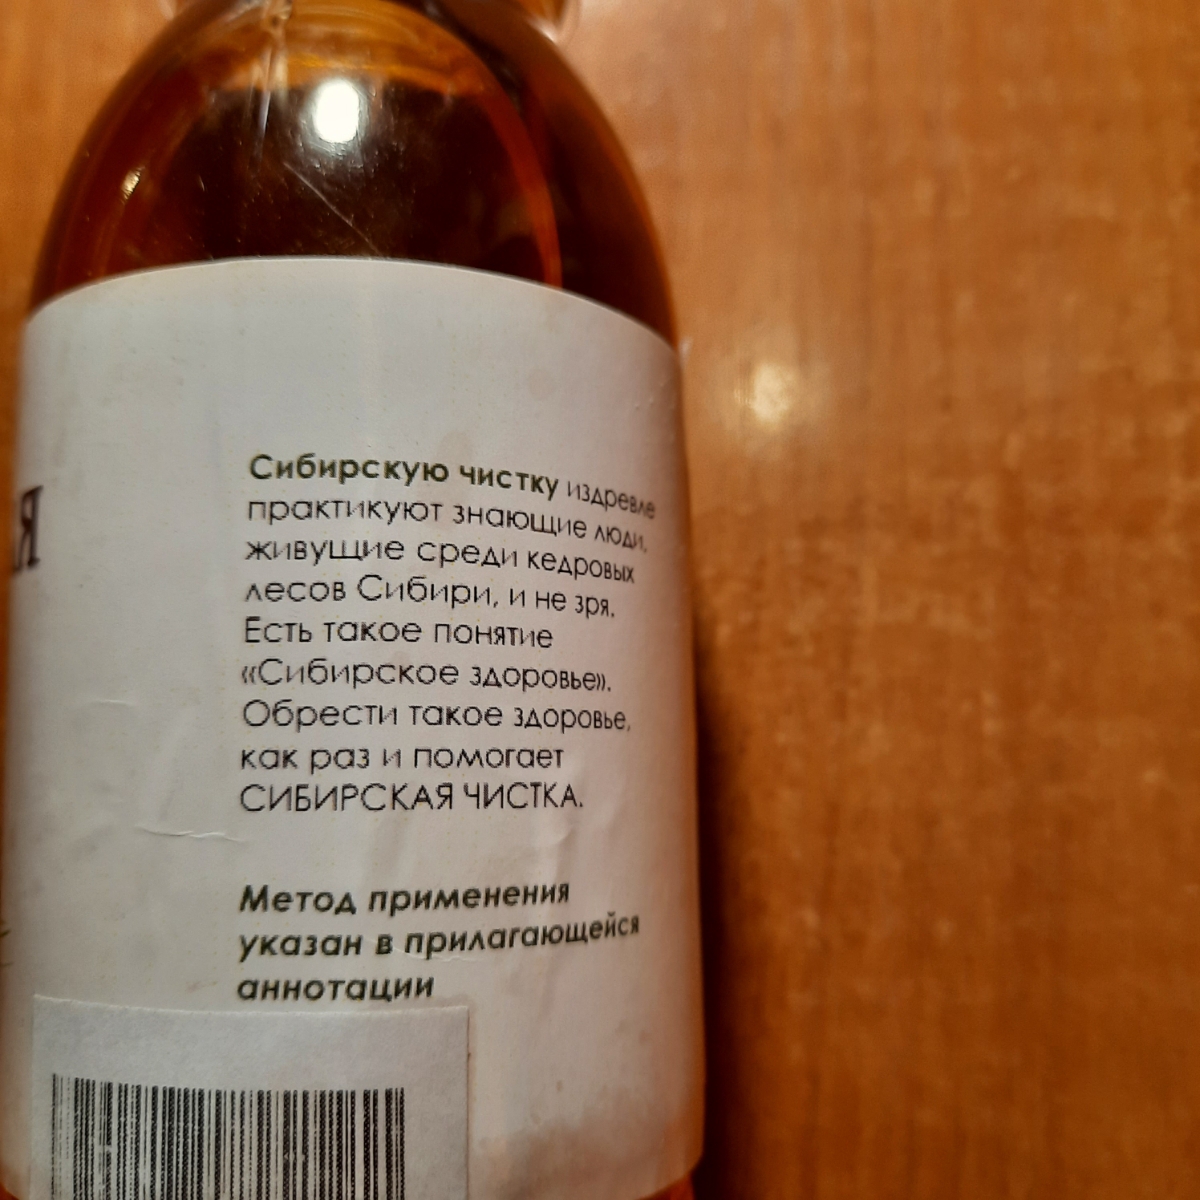 Я
Сибирскую чистку издревле
практикуют знающие люди,
живущие среди кедровых
лесов Сибири, и не зря.
Есть такое понятие
«Сибирское здоровье».
Обрести такое здоровье,
как раз и помогает
СИБИРСКАЯ ЧИСТКА.
Метод применения
указан в прилагающейся
аннотации